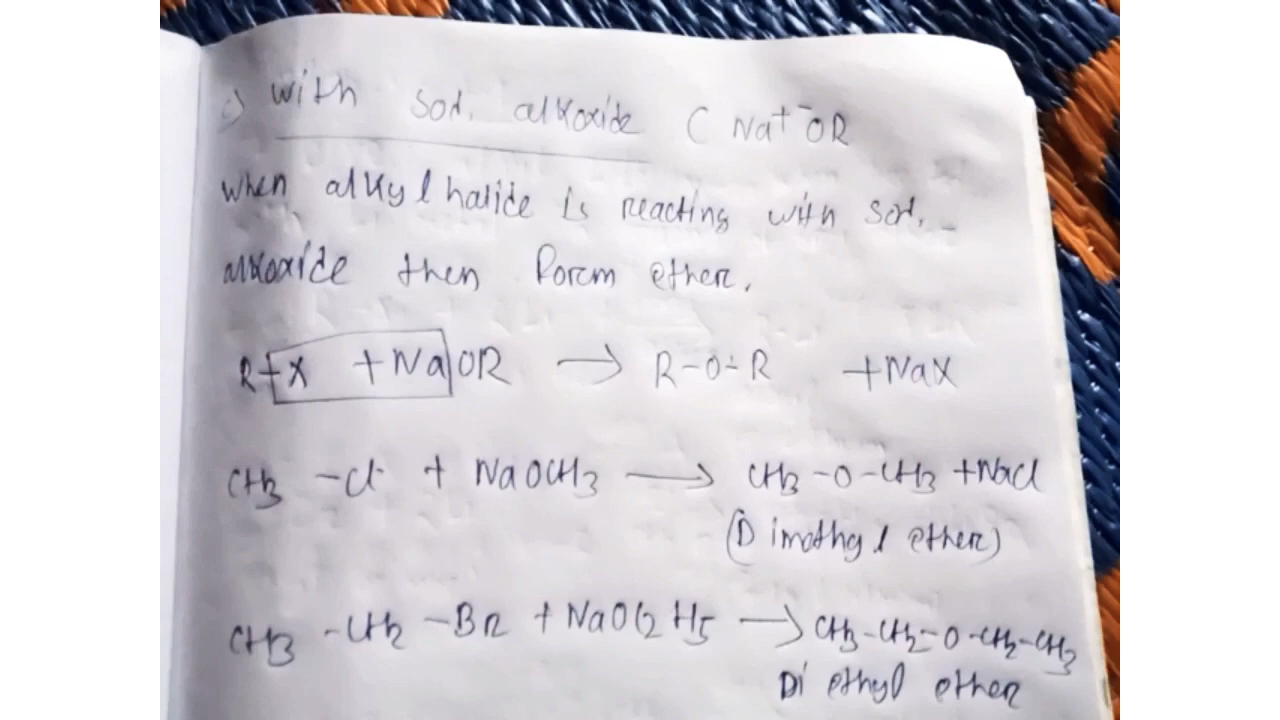 c) with sod. alkoxide ( Na⁺ ⁻OR
when alkyl halide is reacting with sod.
alkoxide then form ether.
R-X + NaOR → R-O-R + NaX
CH3 -Cl + NaOCH3 → CH3-O-CH3 +NaCl
(Dimethyl ether)
CH3 -CH2 -Br + NaOC2H5 → CH3-CH2-O-CH2-CH3
Di ethyl ether